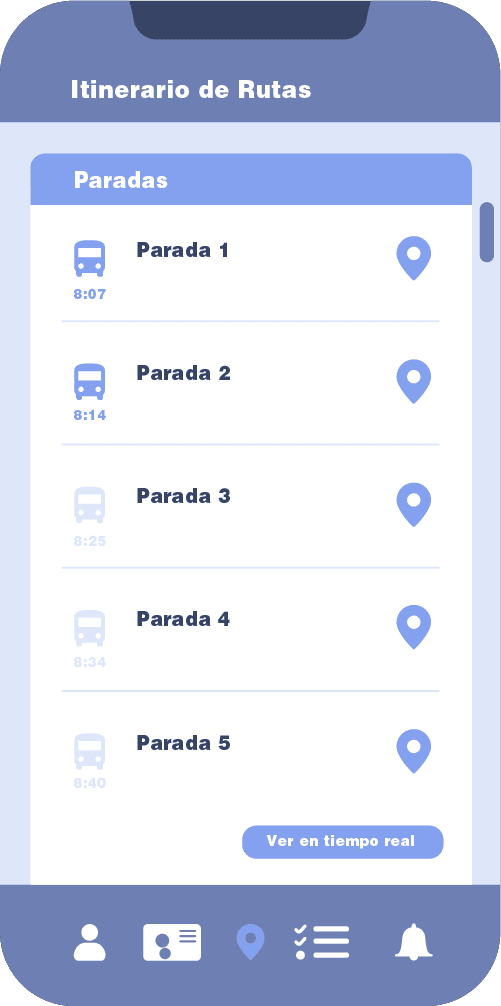 Itinerario de Rutas
Paradas
Parada 1
8:07
Parada 2
8:14
Parada 3
8:25
Parada 4
8:34
Parada 5
8:40
Ver en tiempo real